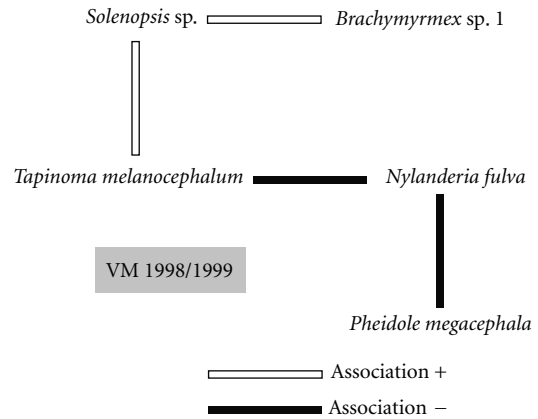 Solenopsis sp. Brachymyrmex sp. 1
Tapinoma melanocephalum Nylanderia fulva
VM 1998/1999
Pheidole megacephala
Association +
Association −